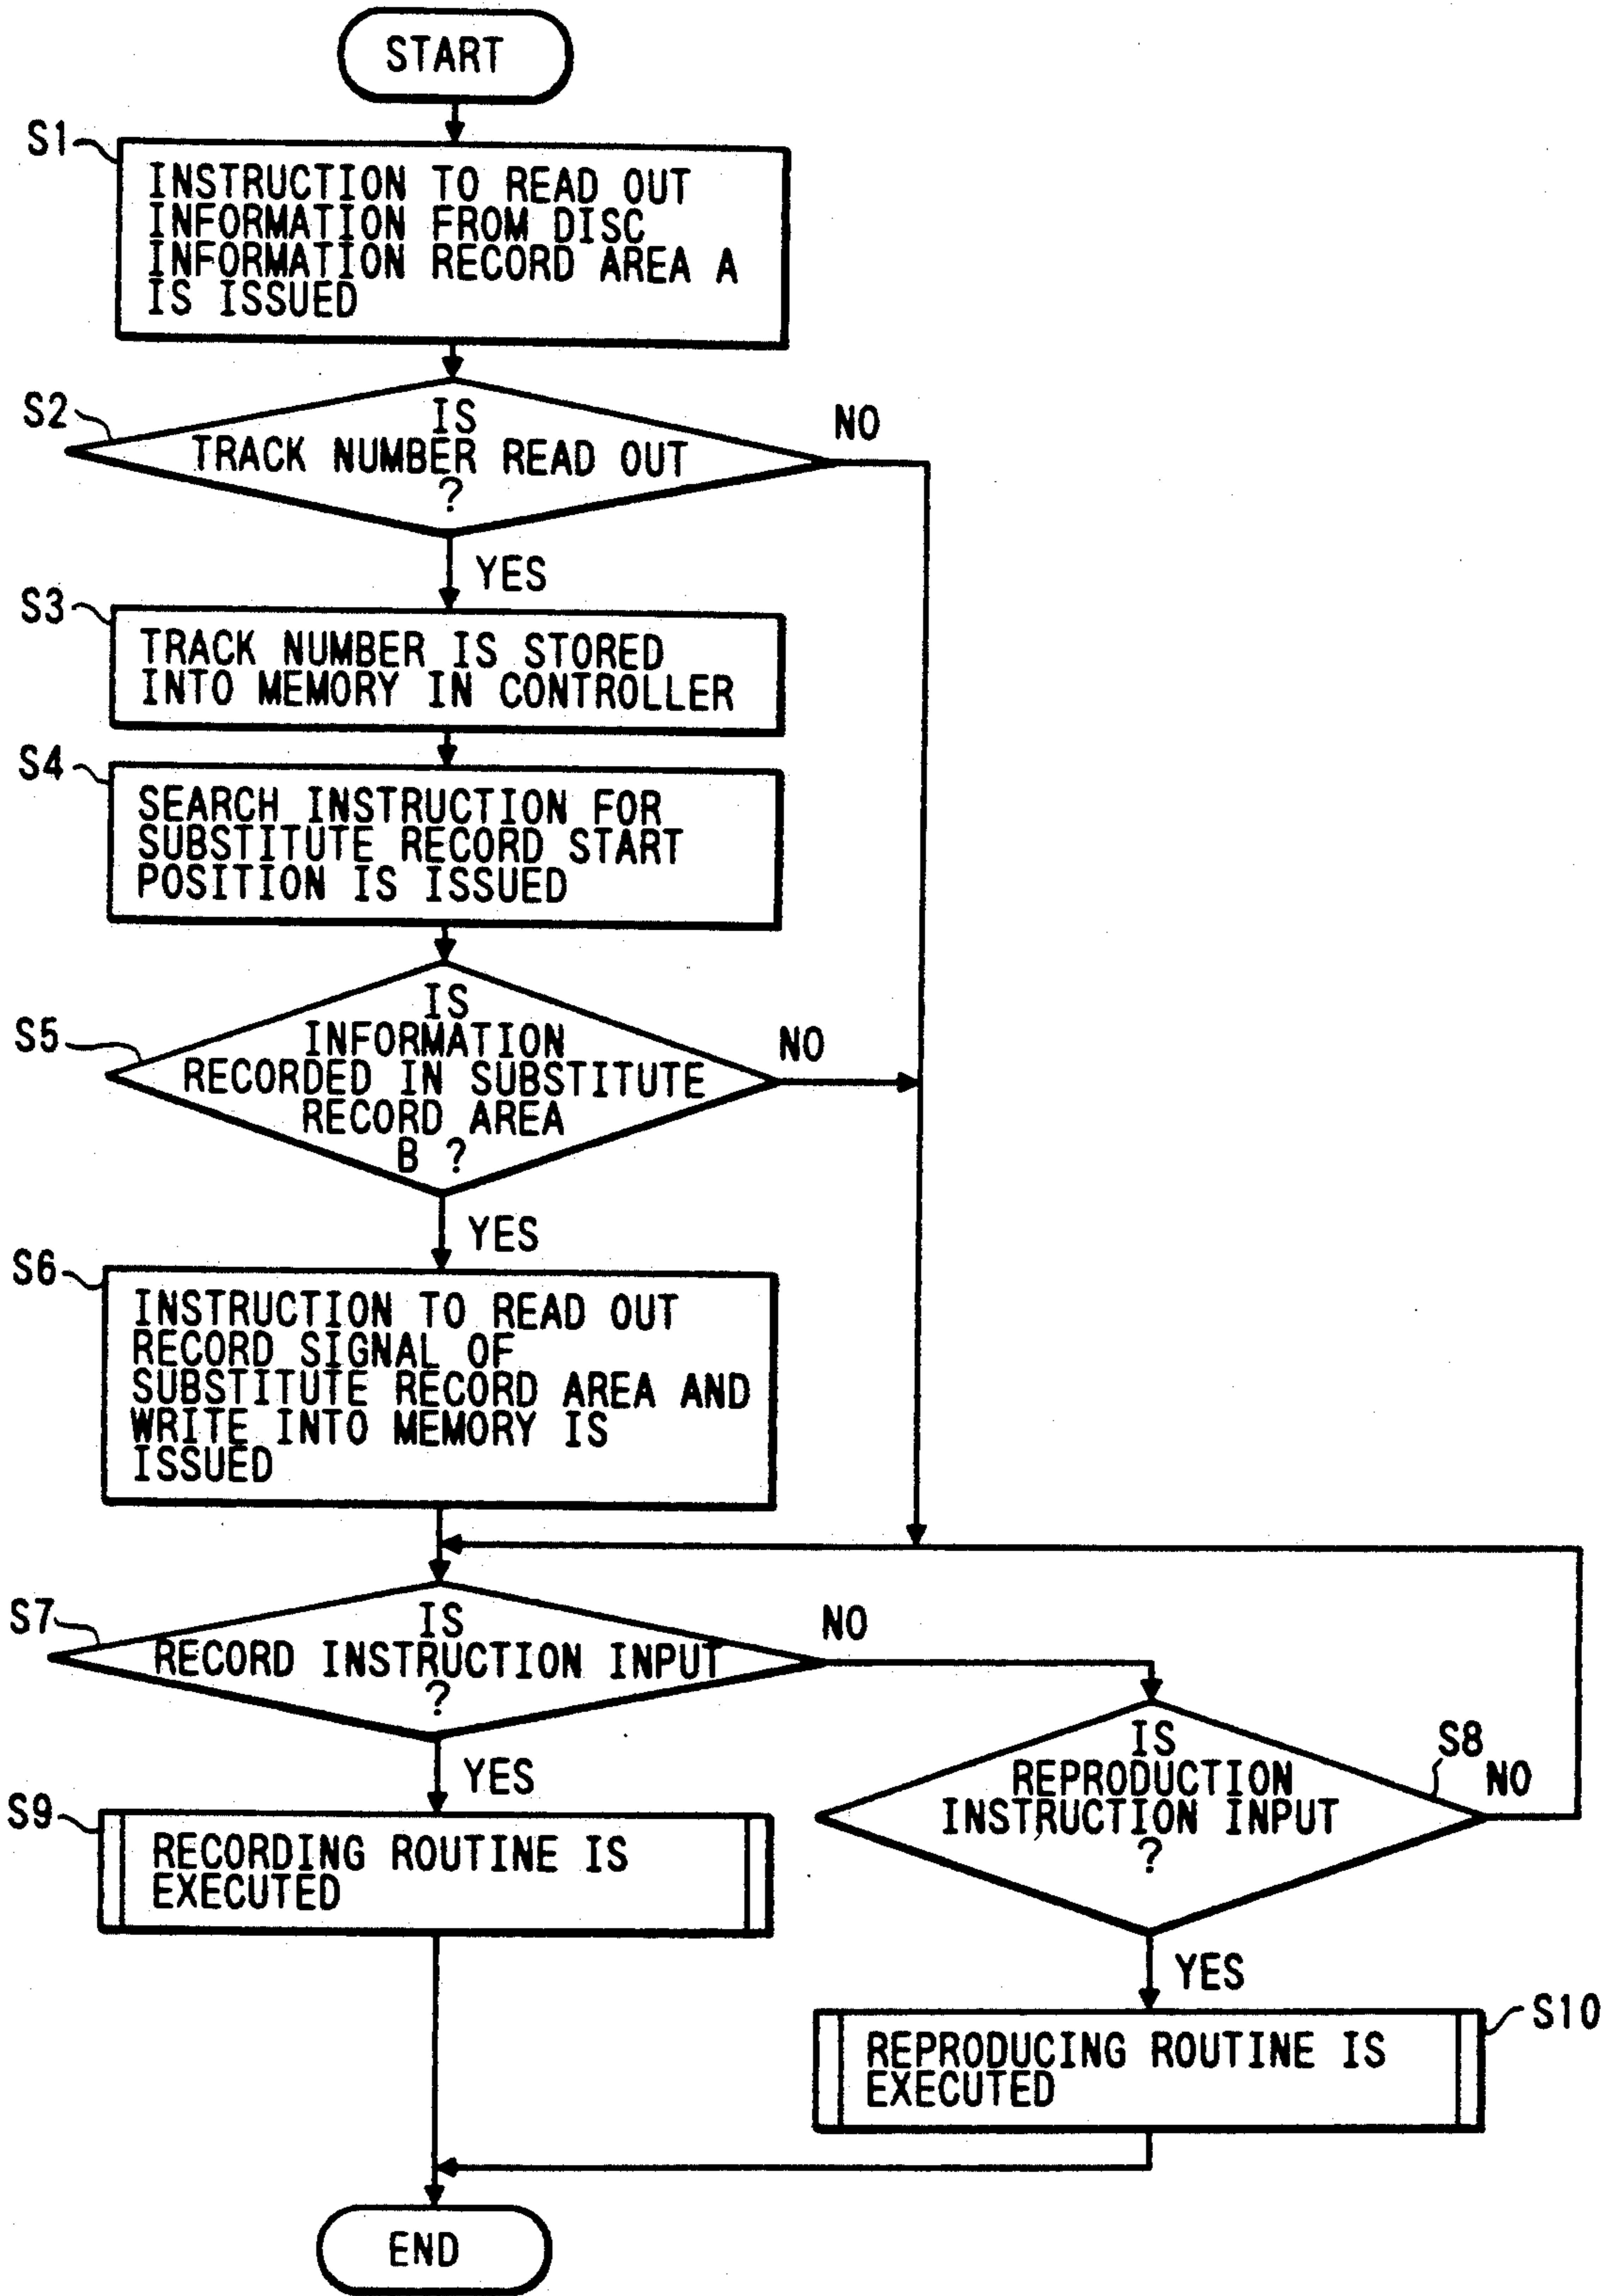 START
S1
INSTRUCTION TO READ OUT
INFORMATION FROM DISC
INFORMATION RECORD AREA A
IS ISSUED
S2
IS
TRACK NUMBER READ OUT
?
NO
YES
S3
TRACK NUMBER IS STORED
INTO MEMORY IN CONTROLLER
S4
SEARCH INSTRUCTION FOR
SUBSTITUTE RECORD START
POSITION IS ISSUED
S5
IS
INFORMATION
RECORDED IN SUBSTITUTE
RECORD AREA
B ?
NO
YES
S6
INSTRUCTION TO READ OUT
RECORD SIGNAL OF
SUBSTITUTE RECORD AREA AND
WRITE INTO MEMORY IS
ISSUED
S7
IS
RECORD INSTRUCTION INPUT
?
NO
YES
S8
IS
REPRODUCTION
INSTRUCTION INPUT
?
NO
YES
S9
RECORDING ROUTINE IS
EXECUTED
S10
REPRODUCING ROUTINE IS
EXECUTED
END